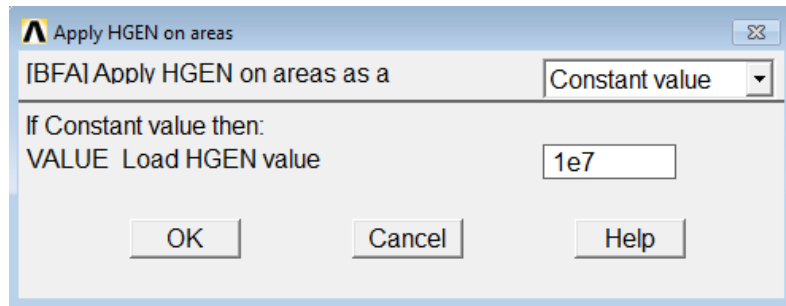 Apply HGEN on areas
[BFA] Apply HGEN on areas as a
Constant value
If Constant value then:
VALUE Load HGEN value
1e7
OK Cancel Help